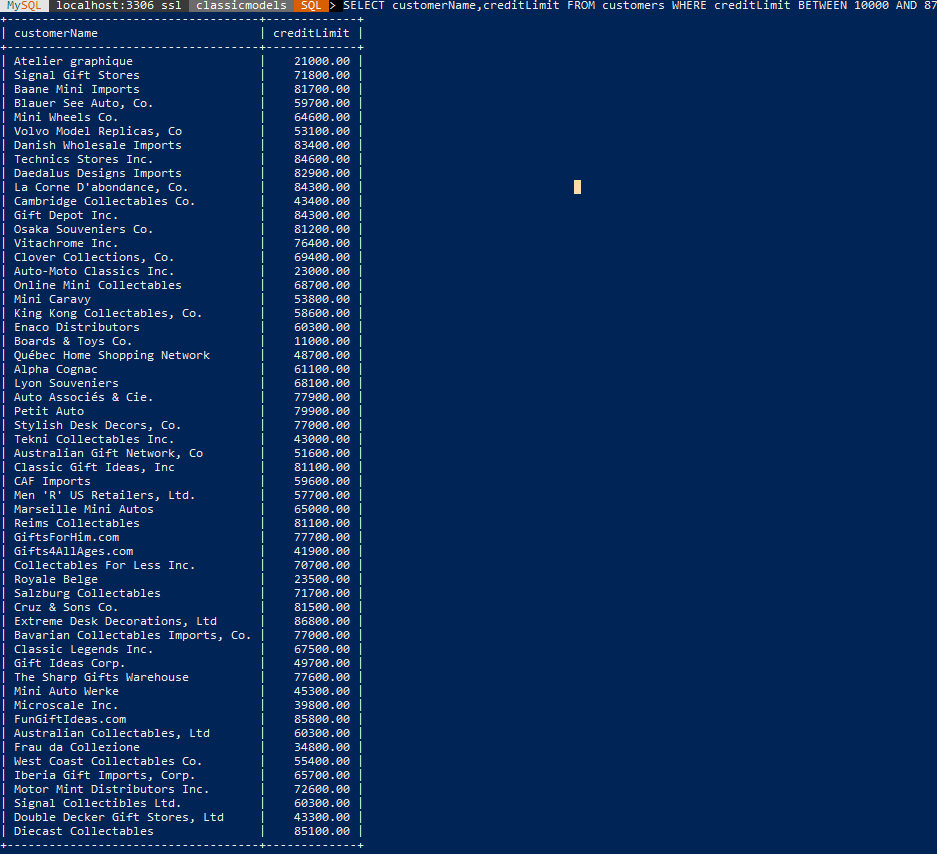 MySQL localhost:3306 ssl classicmodels SQL > SELECT customerName,creditLimit FROM customers WHERE creditLimit BETWEEN 10000 AND 87
+------------------------------------+-------------+
| customerName | creditLimit |
+------------------------------------+-------------+
| Atelier graphique | 21000.00 |
| Signal Gift Stores | 71800.00 |
| Baane Mini Imports | 81700.00 |
| Blauer See Auto, Co. | 59700.00 |
| Mini Wheels Co. | 64600.00 |
| Volvo Model Replicas, Co | 53100.00 |
| Danish Wholesale Imports | 83400.00 |
| Technics Stores Inc. | 84600.00 |
| Daedalus Designs Imports | 82900.00 |
| La Corne D'abondance, Co. | 84300.00 |
| Cambridge Collectables Co. | 43400.00 |
| Gift Depot Inc. | 84300.00 |
| Osaka Souveniers Co. | 81200.00 |
| Vitachrome Inc. | 76400.00 |
| Clover Collections, Co. | 69400.00 |
| Auto-Moto Classics Inc. | 23000.00 |
| Online Mini Collectables | 68700.00 |
| Mini Caravy | 53800.00 |
| King Kong Collectables, Co. | 58600.00 |
| Enaco Distributors | 60300.00 |
| Boards & Toys Co. | 11000.00 |
| Québec Home Shopping Network | 48700.00 |
| Alpha Cognac | 61100.00 |
| Lyon Souveniers | 68100.00 |
| Auto Associés & Cie. | 77900.00 |
| Petit Auto | 79900.00 |
| Stylish Desk Decors, Co. | 77000.00 |
| Tekni Collectables Inc. | 43000.00 |
| Australian Gift Network, Co | 51600.00 |
| Classic Gift Ideas, Inc | 81100.00 |
| CAF Imports | 59600.00 |
| Men 'R' US Retailers, Ltd. | 57700.00 |
| Marseille Mini Autos | 65000.00 |
| Reims Collectables | 81100.00 |
| GiftsForHim.com | 77700.00 |
| Gifts4AllAges.com | 41900.00 |
| Collectables For Less Inc. | 70700.00 |
| Royale Belge | 23500.00 |
| Salzburg Collectables | 71700.00 |
| Cruz & Sons Co. | 81500.00 |
| Extreme Desk Decorations, Ltd | 86800.00 |
| Bavarian Collectables Imports, Co. | 77000.00 |
| Classic Legends Inc. | 67500.00 |
| Gift Ideas Corp. | 49700.00 |
| The Sharp Gifts Warehouse | 77600.00 |
| Mini Auto Werke | 45300.00 |
| Microscale Inc. | 39800.00 |
| FunGiftIdeas.com | 85800.00 |
| Australian Collectables, Ltd | 60300.00 |
| Frau da Collezione | 34800.00 |
| West Coast Collectables Co. | 55400.00 |
| Iberia Gift Imports, Corp. | 65700.00 |
| Motor Mint Distributors Inc. | 72600.00 |
| Signal Collectibles Ltd. | 60300.00 |
| Double Decker Gift Stores, Ltd | 43300.00 |
| Diecast Collectables | 85100.00 |
+------------------------------------+-------------+